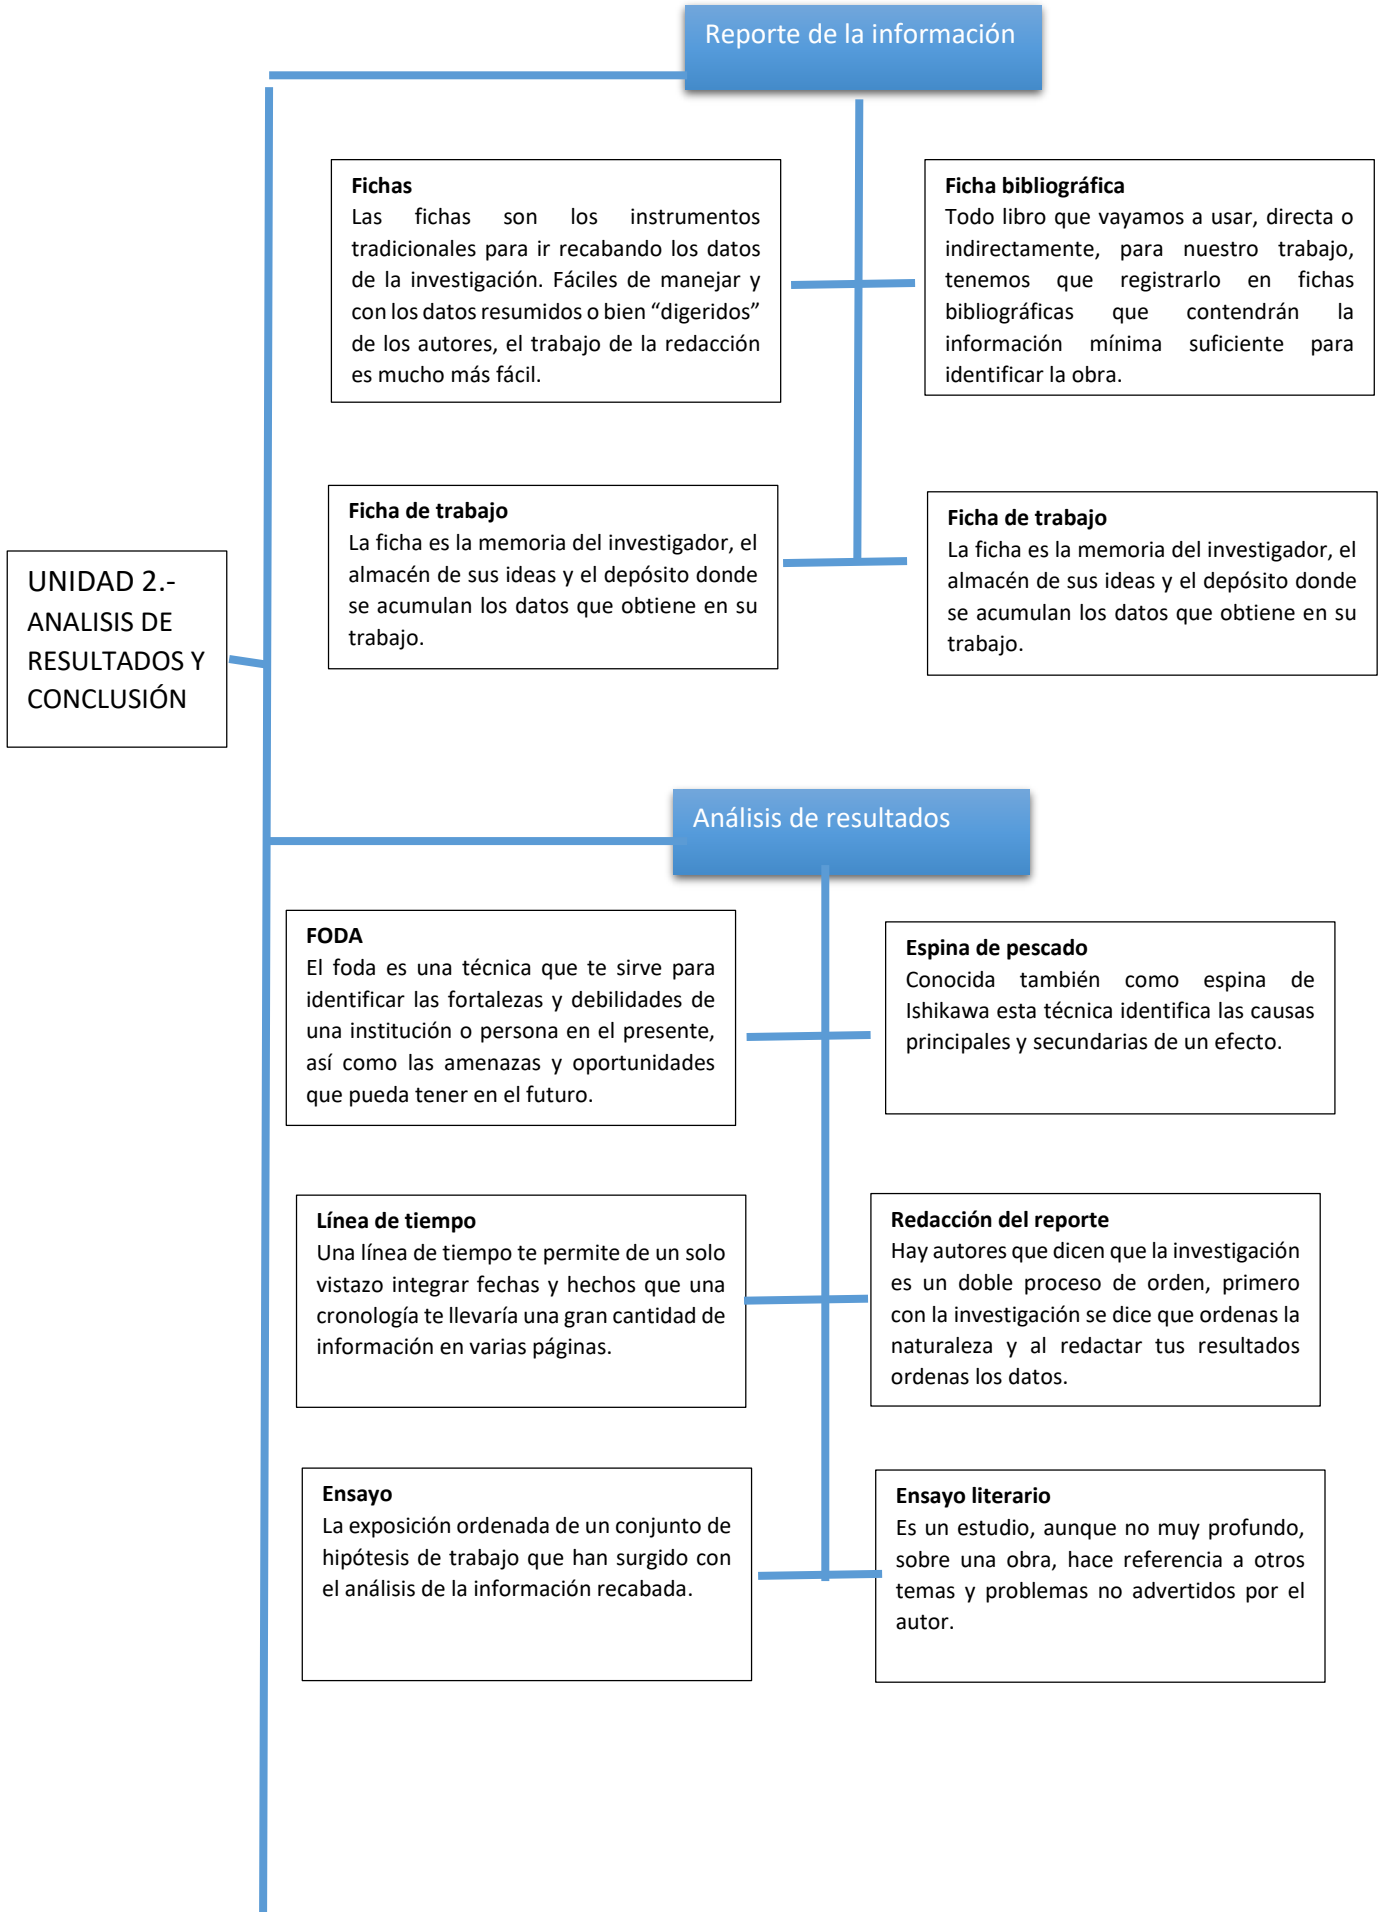 Reporte de la información
Fichas
Las fichas son los instrumentos
tradicionales para ir recabando los datos
de la investigación. Fáciles de manejar y
con los datos resumidos o bien “digeridos”
de los autores, el trabajo de la redacción
es mucho más fácil.
Ficha bibliográfica
Todo libro que vayamos a usar, directa o
indirectamente, para nuestro trabajo,
tenemos que registrarlo en fichas
bibliográficas que contendrán la
información mínima suficiente para
identificar la obra.
Ficha de trabajo
La ficha es la memoria del investigador, el
almacén de sus ideas y el depósito donde
se acumulan los datos que obtiene en su
trabajo.
Ficha de trabajo
La ficha es la memoria del investigador, el
almacén de sus ideas y el depósito donde
se acumulan los datos que obtiene en su
trabajo.
UNIDAD 2.-
ANALISIS DE
RESULTADOS Y
CONCLUSIÓN
Análisis de resultados
FODA
El foda es una técnica que te sirve para
identificar las fortalezas y debilidades de
una institución o persona en el presente,
así como las amenazas y oportunidades
que pueda tener en el futuro.
Espina de pescado
Conocida también como espina de
Ishikawa esta técnica identifica las causas
principales y secundarias de un efecto.
Línea de tiempo
Una línea de tiempo te permite de un solo
vistazo integrar fechas y hechos que una
cronología te llevaría una gran cantidad de
información en varias páginas.
Redacción del reporte
Hay autores que dicen que la investigación
es un doble proceso de orden, primero
con la investigación se dice que ordenas la
naturaleza y al redactar tus resultados
ordenas los datos.
Ensayo
La exposición ordenada de un conjunto de
hipótesis de trabajo que han surgido con
el análisis de la información recabada.
Ensayo literario
Es un estudio, aunque no muy profundo,
sobre una obra, hace referencia a otros
temas y problemas no advertidos por el
autor.